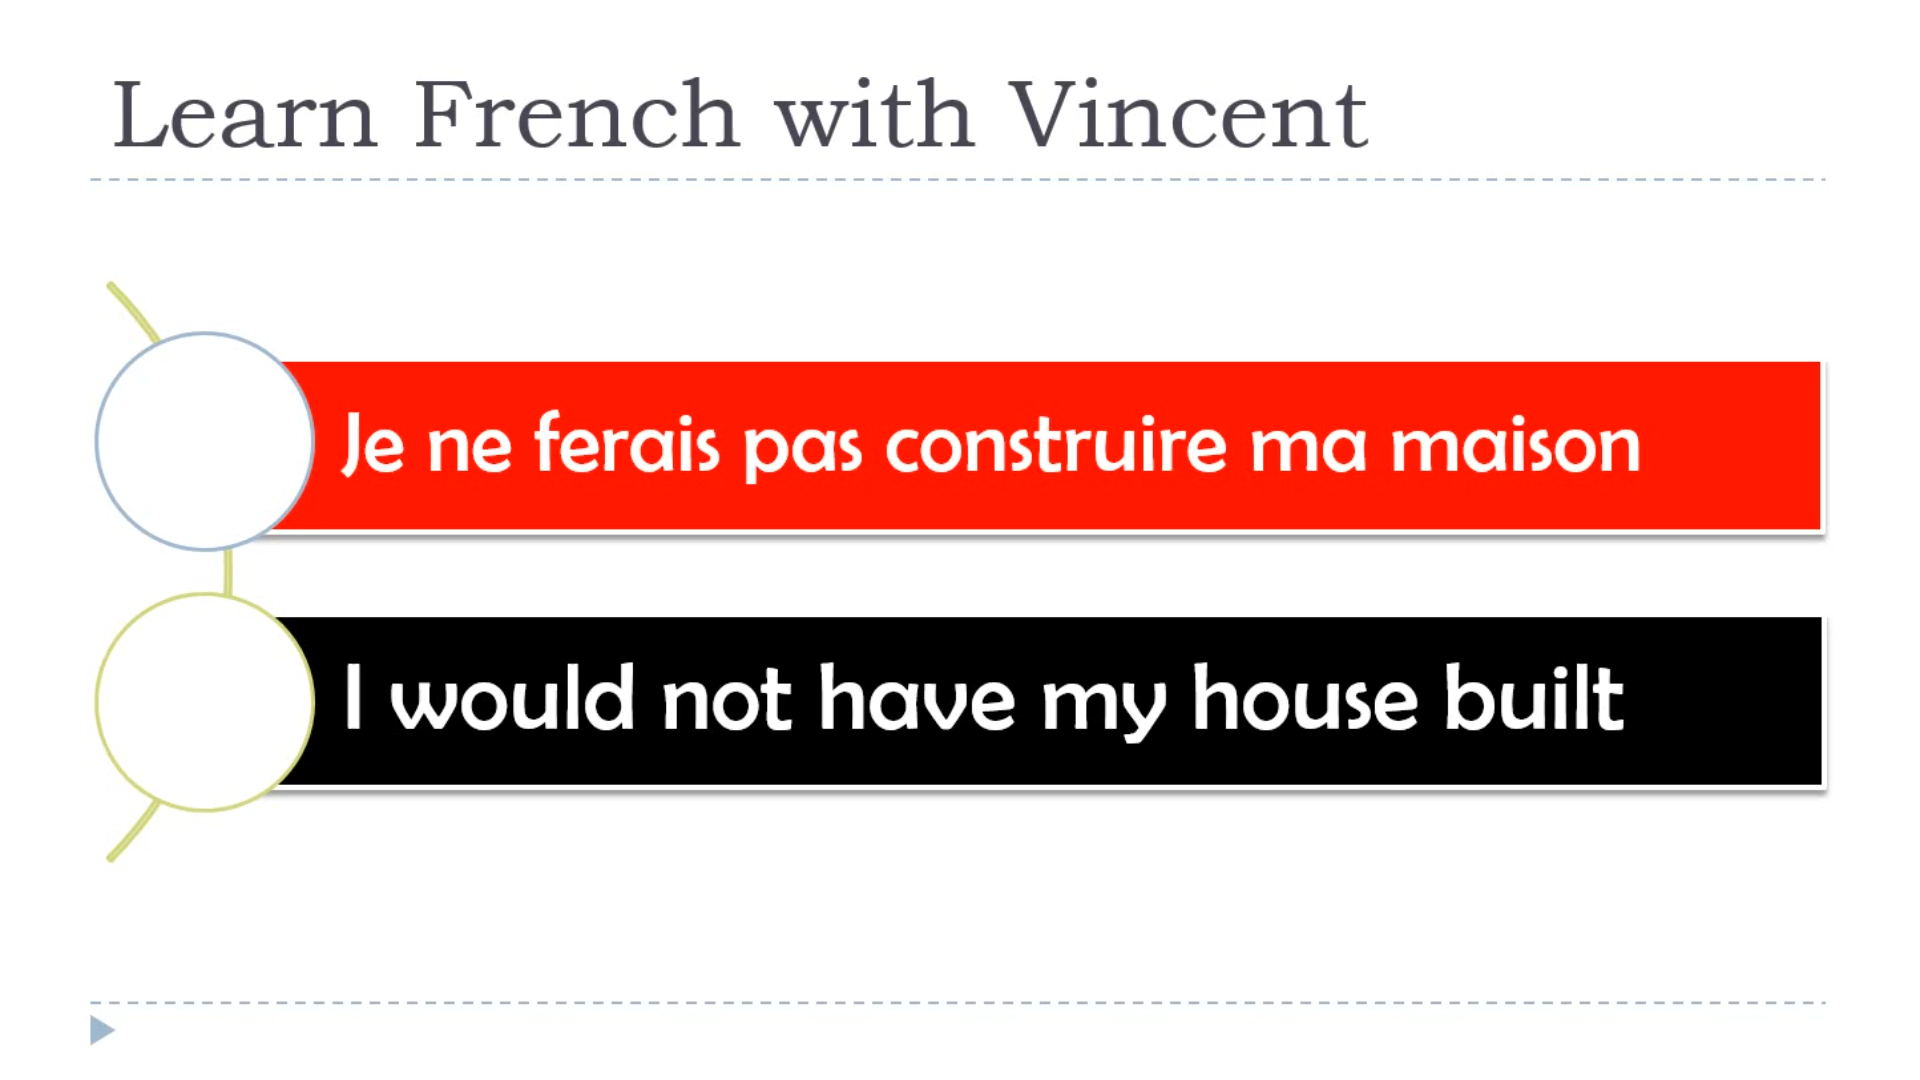 Learn French with Vincent
Je ne ferais pas construire ma maison
I would not have my house built